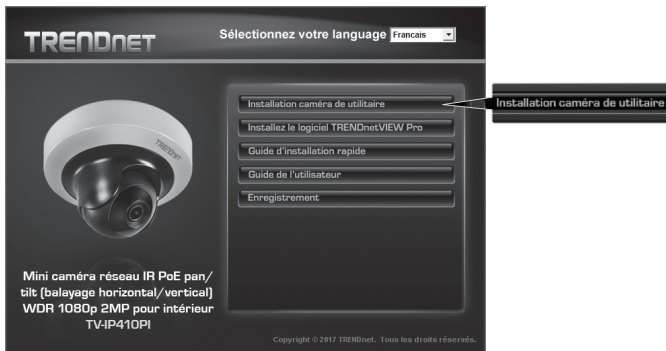 TRENDNET
Sélectionnez votre language Francais
Installation caméra de utilitaire
Installation caméra de utilitaire
Installez le logiciel TRENDnetVIEW Pro
Guide d'installation rapide
Guide de l'utilisateur
Enregistrement
TRENDNET
Mini caméra réseau IR PoE pan/
tilt (balayage horizontal/vertical)
WDR 1080p 2MP pour intérieur
TV-IP410PI
Copyright © 2017 TRENDnet. Tous les droits réservés.